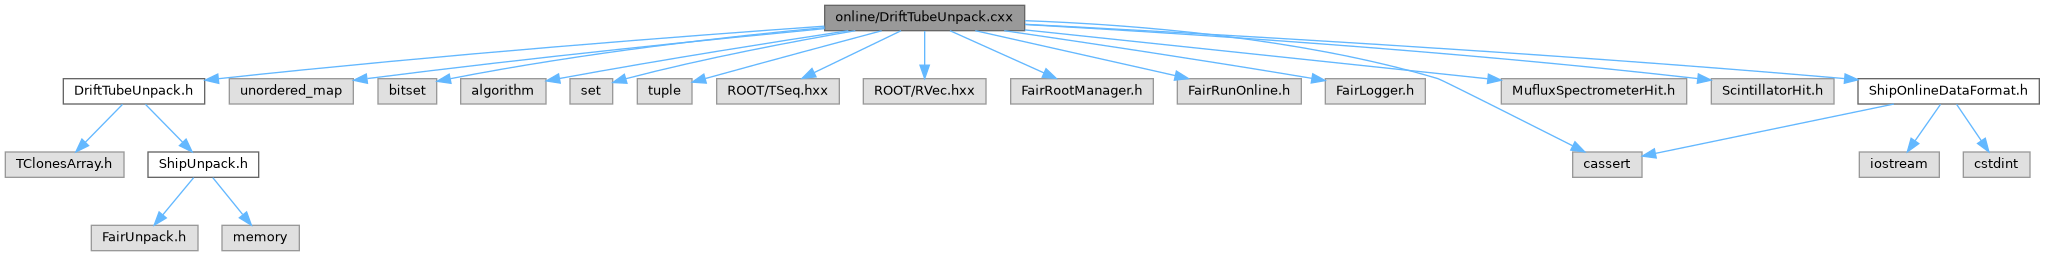 online/DriftTubeUnpack.cxx
DriftTubeUnpack.h
unordered_map
bitset
algorithm
set
tuple
ROOT/TSeq.hxx
ROOT/RVec.hxx
FairRootManager.h
FairRunOnline.h
FairLogger.h
MufluxSpectrometerHit.h
ScintillatorHit.h
ShipOnlineDataFormat.h
TClonesArray.h
ShipUnpack.h
cassert
iostream
cstdint
FairUnpack.h
memory